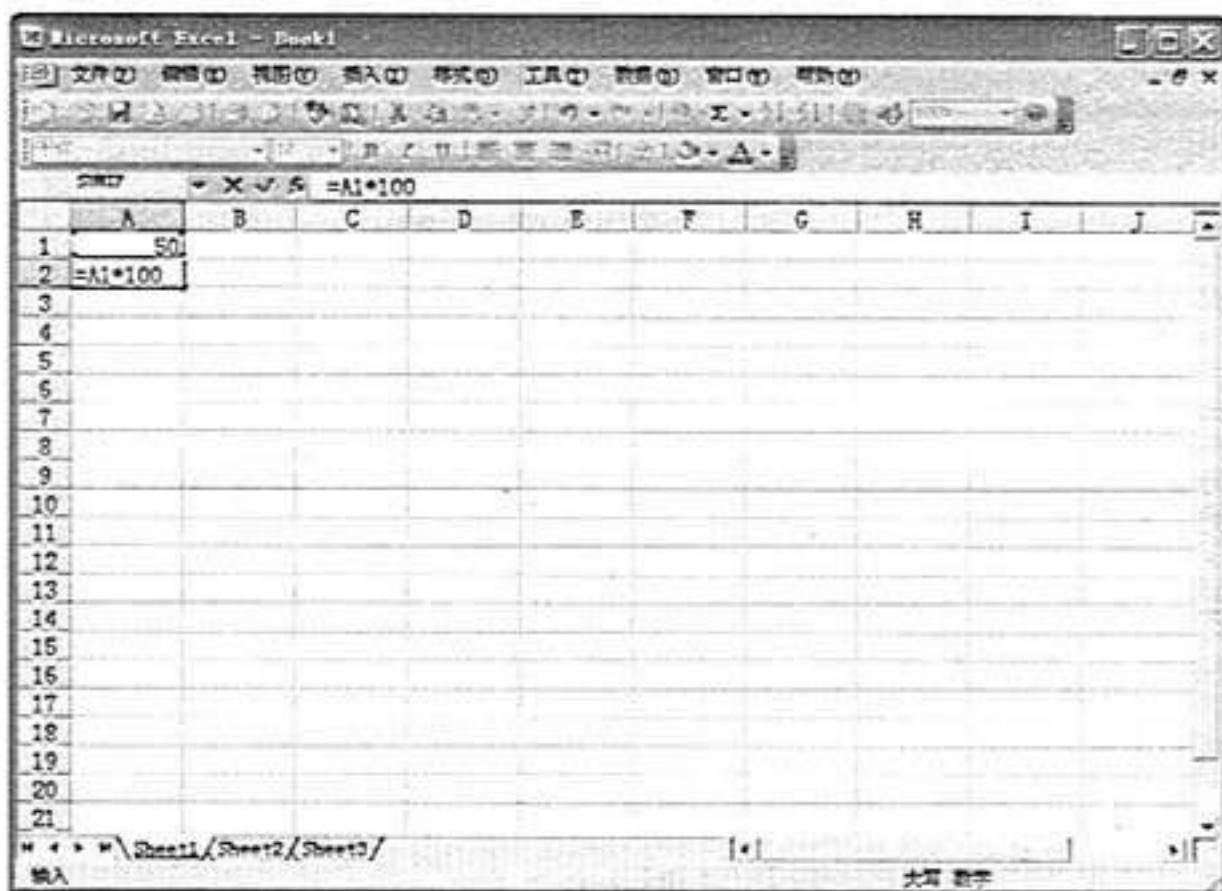 Microsoft Excel - Book1
文件(F) 编辑(E) 视图(V) 插入(I) 格式(O) 工具(T) 数据(D) 窗口(W) 帮助(H)
=A1*100
A B C D E F G H I J
1 50
2 =A1*100
3
4
5
6
7
8
9
10
11
12
13
14
15
16
17
18
19
20
21
Sheet1 Sheet2 Sheet3
输入 大写 数字